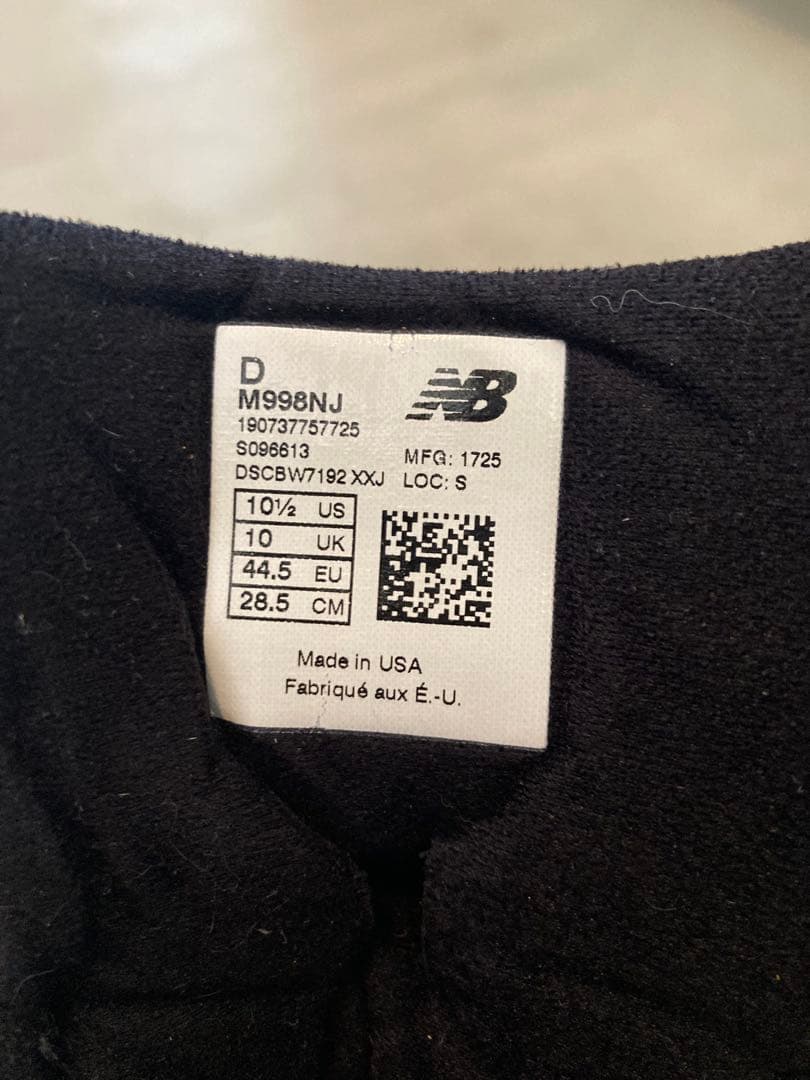 D
M998NJ
190737757725
S096613
DSCBW7192 XXJ
NB
MFG: 1725
LOC: S
10½ US
10 UK
44.5 EU
28.5 CM
Made in USA
Fabriqué aux É.-U.